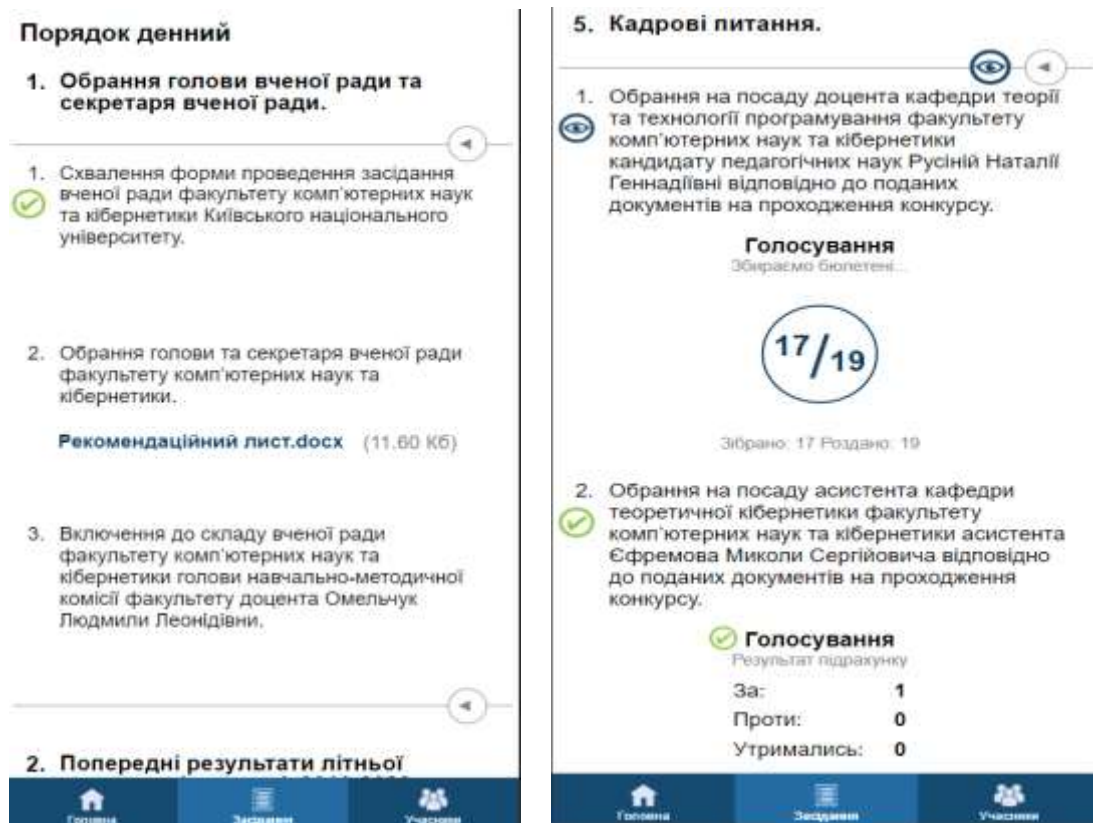 Порядок денний
1. Обрання голови вченої ради та
секретаря вченої ради.
1. Схвалення форми проведення засідання
вченої ради факультету комп'ютерних наук
та кібернетики Київського національного
університету.
2. Обрання голови та секретаря вченої ради
факультету комп'ютерних наук та
кібернетики.
Рекомендаційний лист.docx (11.60 Кб)
3. Включення до складу вченої ради
факультету комп'ютерних наук та
кібернетики голови навчально-методичної
комісії факультету доцента Омельчук
Людмили Леонідівни.
2. Попередні результати літньої
Головна Засідання Учасники
5. Кадрові питання.
1. Обрання на посаду доцента кафедри теорії
та технології програмування факультету
комп'ютерних наук та кібернетики
кандидату педагогічних наук Русіній Наталії
Геннадіївні відповідно до поданих
документів на проходження конкурсу.
Голосування
Збираємо бюлетені...
17/19
Зібрано: 17 Роздано: 19
2. Обрання на посаду асистента кафедри
теоретичної кібернетики факультету
комп'ютерних наук та кібернетики асистента
Єфремова Миколи Сергійовича відповідно
до поданих документів на проходження
конкурсу.
Голосування
Результат підрахунку
За: 1
Проти: 0
Утримались: 0
Головна Засідання Учасники